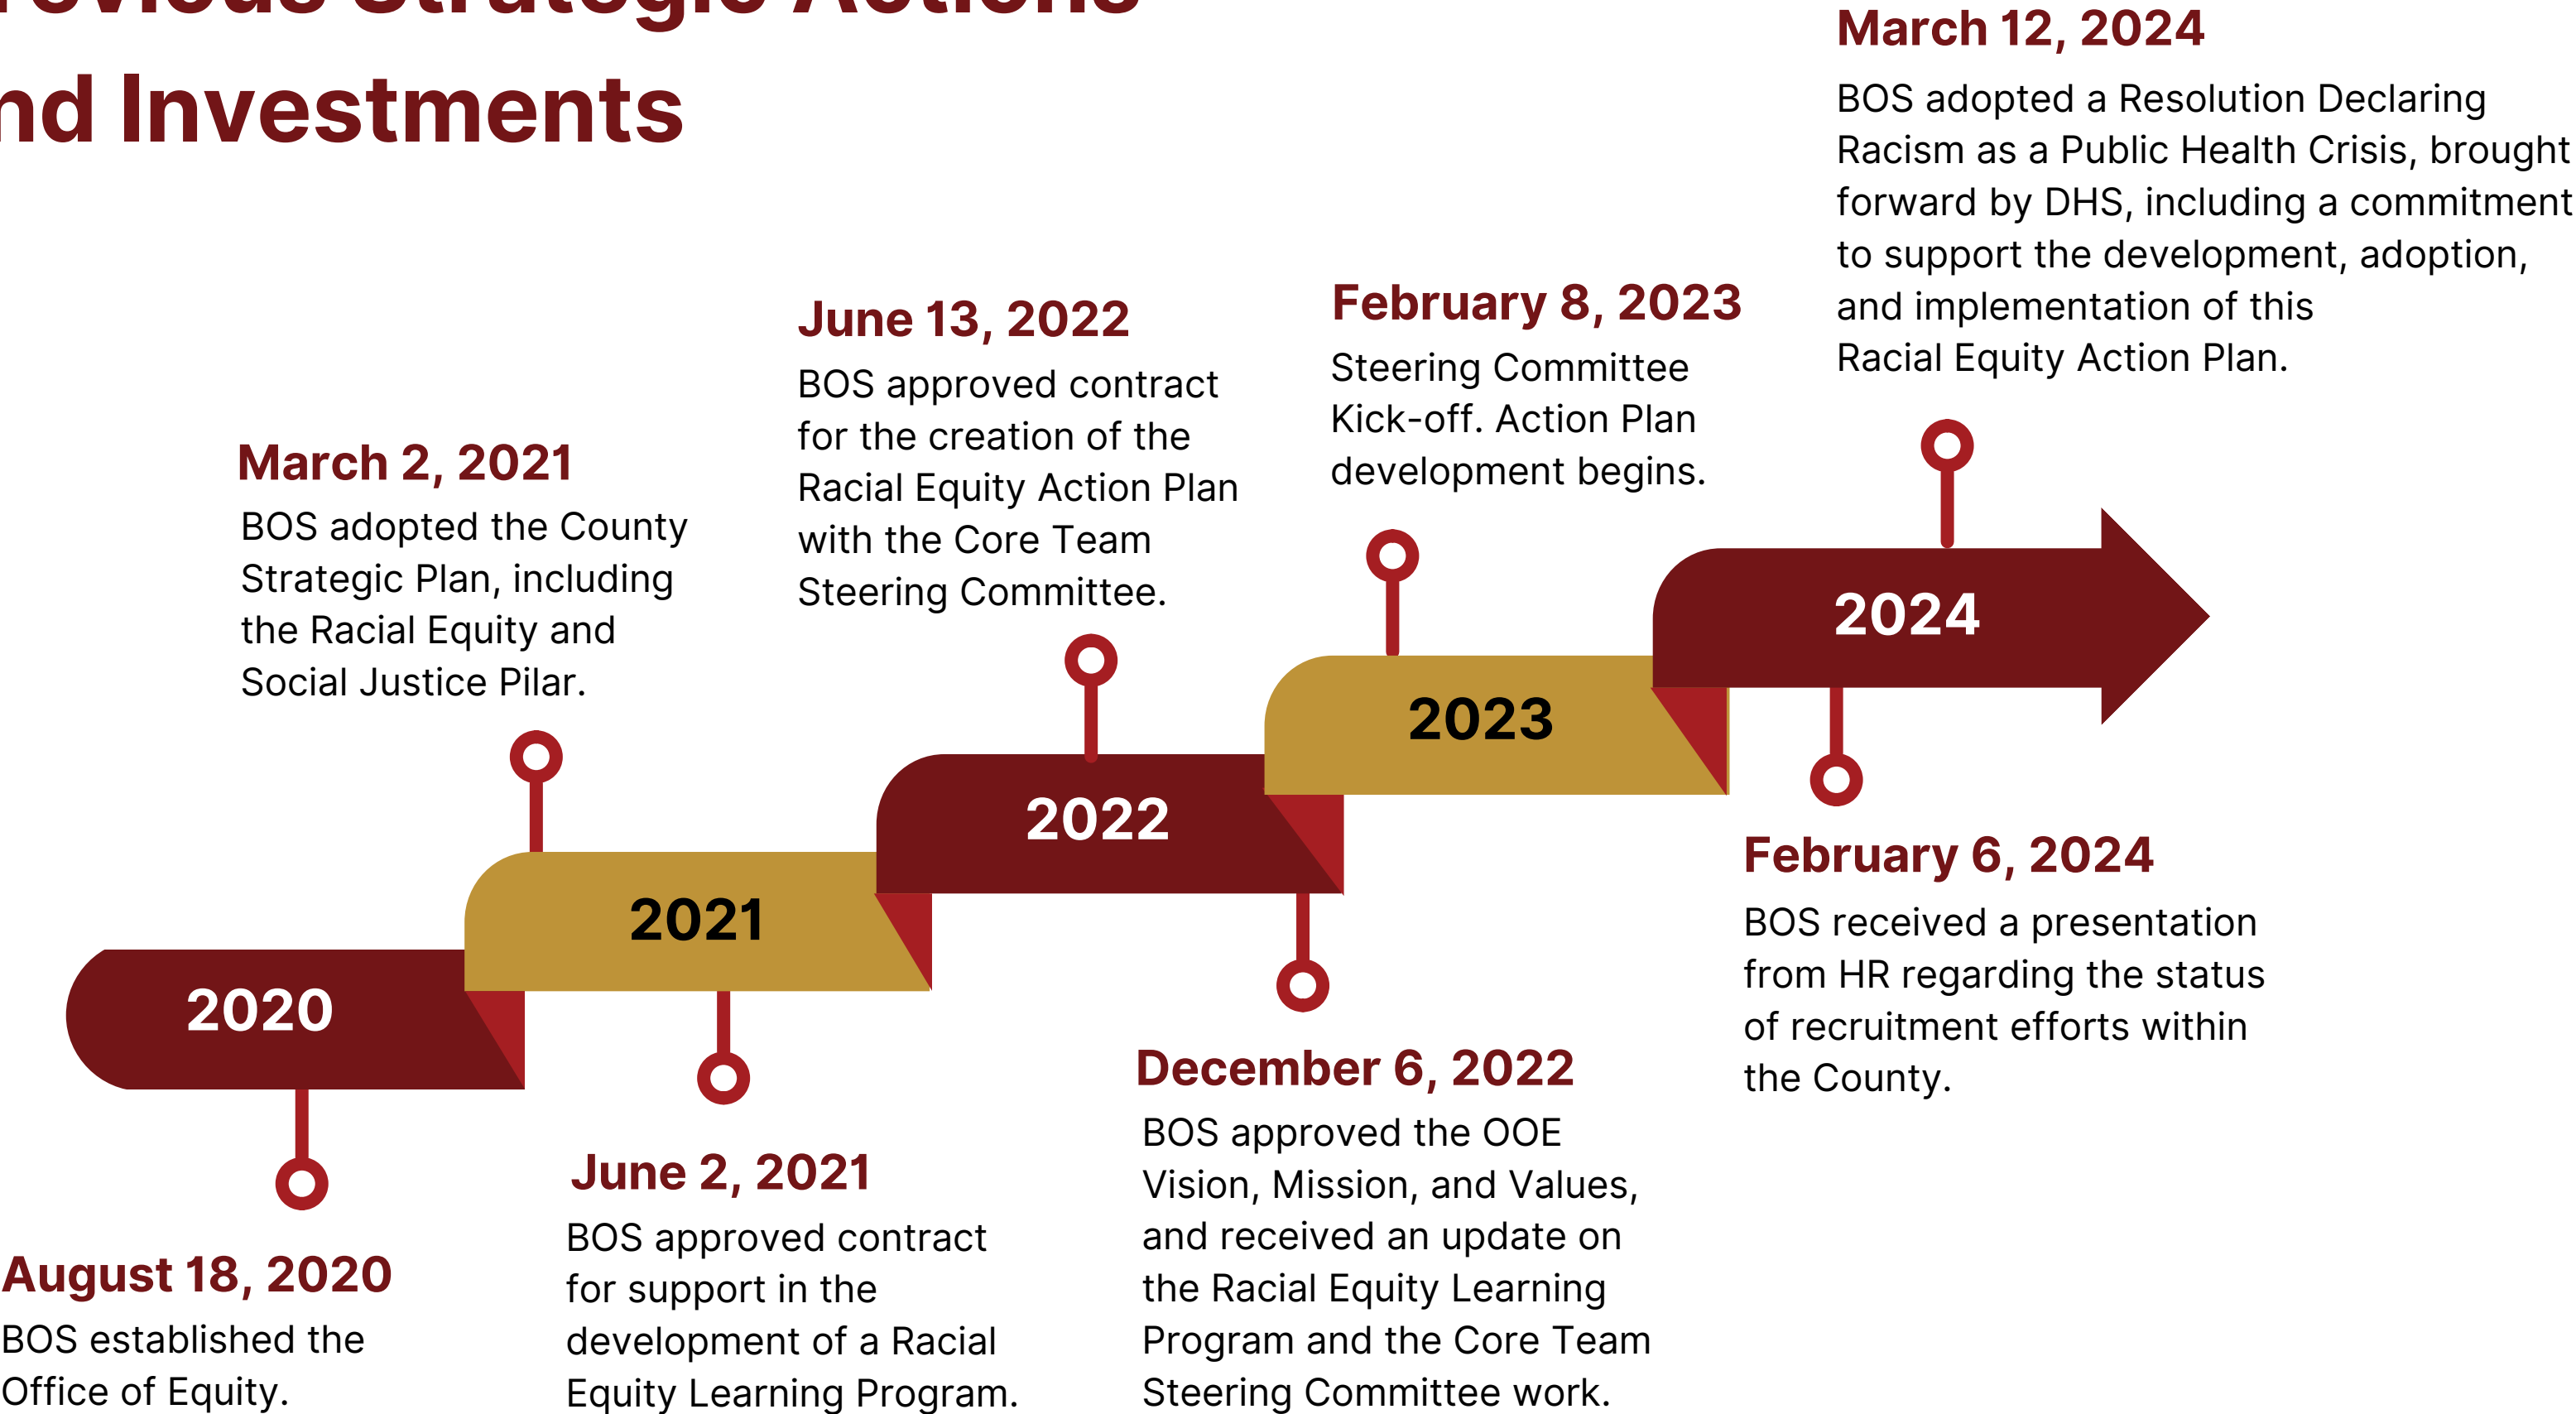 nd Investments
March 12, 2024
BOS adopted a Resolution Declaring
Racism as a Public Health Crisis, brought
forward by DHS, including a commitment
to support the development, adoption,
and implementation of this
Racial Equity Action Plan.
June 13, 2022
BOS approved contract
for the creation of the
Racial Equity Action Plan
with the Core Team
Steering Committee.
February 8, 2023
Steering Committee
Kick-off. Action Plan
development begins.
March 2, 2021
BOS adopted the County
Strategic Plan, including
the Racial Equity and
Social Justice Pilar.
2024
2023
2022
2021
2020
February 6, 2024
BOS received a presentation
from HR regarding the status
of recruitment efforts within
the County.
December 6, 2022
BOS approved the OOE
Vision, Mission, and Values,
and received an update on
the Racial Equity Learning
Program and the Core Team
Steering Committee work.
June 2, 2021
BOS approved contract
for support in the
development of a Racial
Equity Learning Program.
August 18, 2020
BOS established the
Office of Equity.